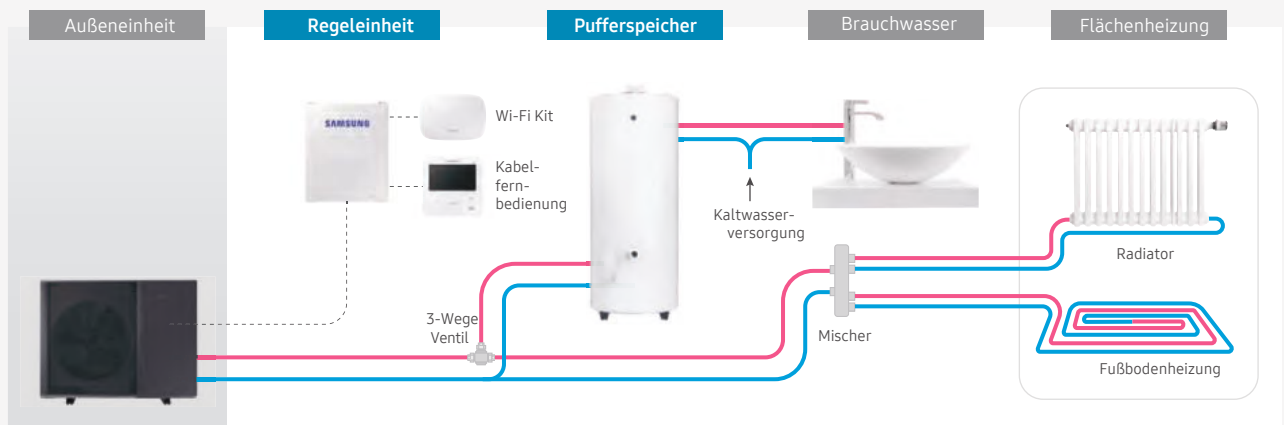 Außeneinheit
Regeleinheit
Pufferspeicher
Brauchwasser
Flächenheizung
SAMSUNG
Wi-Fi Kit
Kabel-
fern-
bedienung
Kaltwasser-
versorgung
3-Wege
Ventil
Mischer
Radiator
Fußbodenheizung